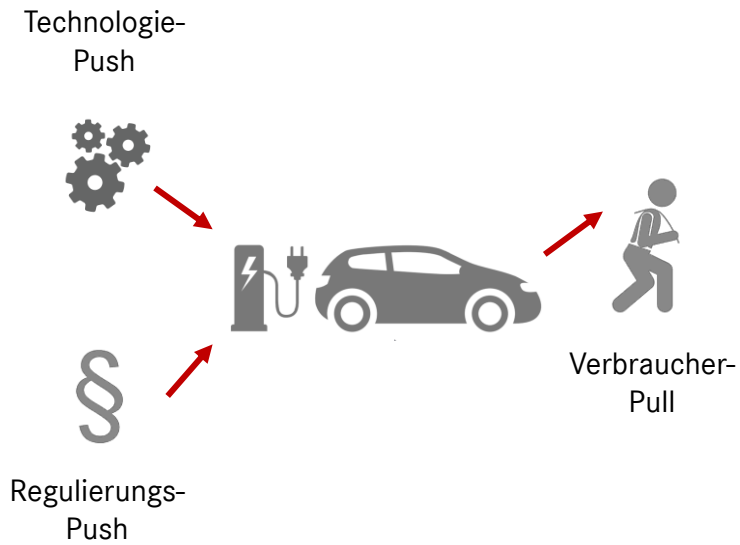 Technologie-
Push
§
Verbraucher-
Pull
Regulierungs-
Push